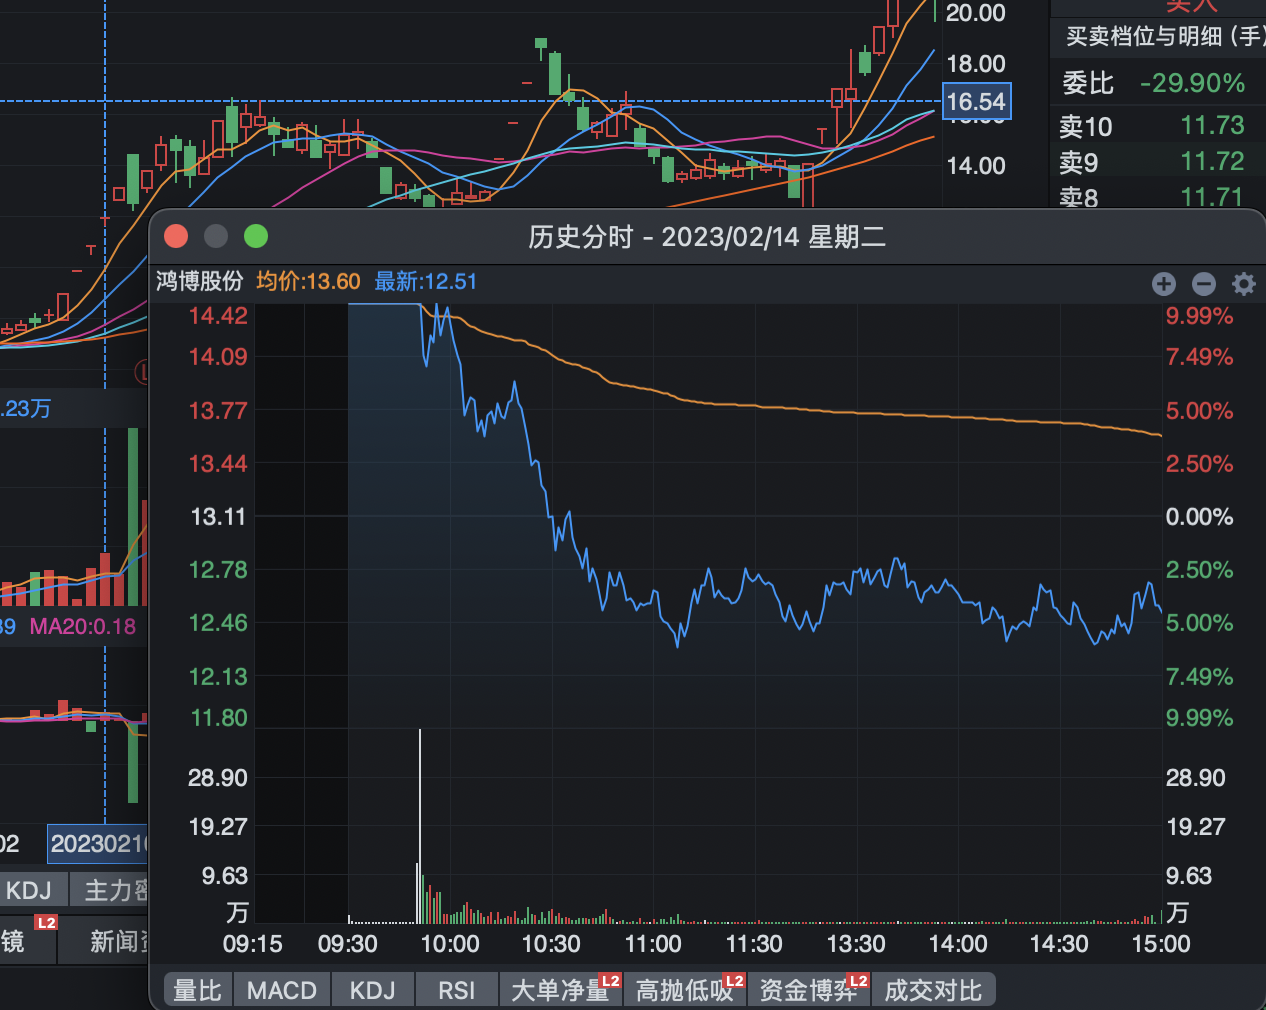 20.00
18.00
16.54
14.00
买卖档位与明细 (手)
委比 -29.90%
卖10 11.73
卖9 11.72
卖8 11.71
历史分时 - 2023/02/14 星期二
鸿博股份 均价:13.60 最新:12.51
14.42 9.99%
14.09 7.49%
13.77 5.00%
13.44 2.50%
13.11 0.00%
12.78 2.50%
12.46 5.00%
12.13 7.49%
11.80 9.99%
28.90 28.90
19.27 19.27
9.63 9.63
万 万
09:15 09:30 10:00 10:30 11:00 11:30 13:30 14:00 14:30 15:00
量比 MACD KDJ RSI 大单净量 L2 高抛低吸 L2 资金博弈 L2 成交对比
.23万
39 MA20:0.18
02 2023021
KDJ 主力
L2
镜 新闻